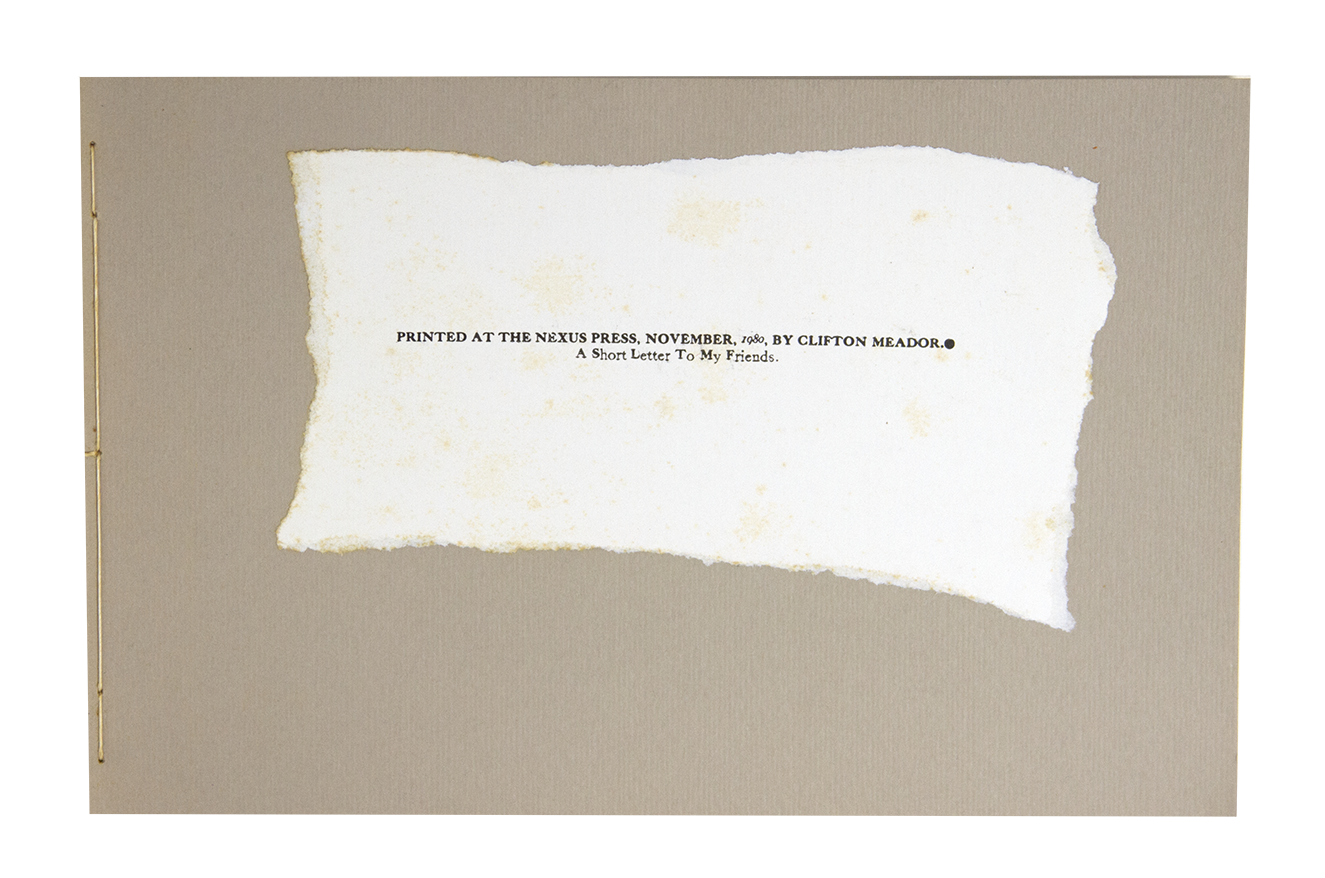 PRINTED AT THE NEXUS PRESS, NOVEMBER, 1980, BY CLIFTON MEADOR.●
A Short Letter To My Friends.